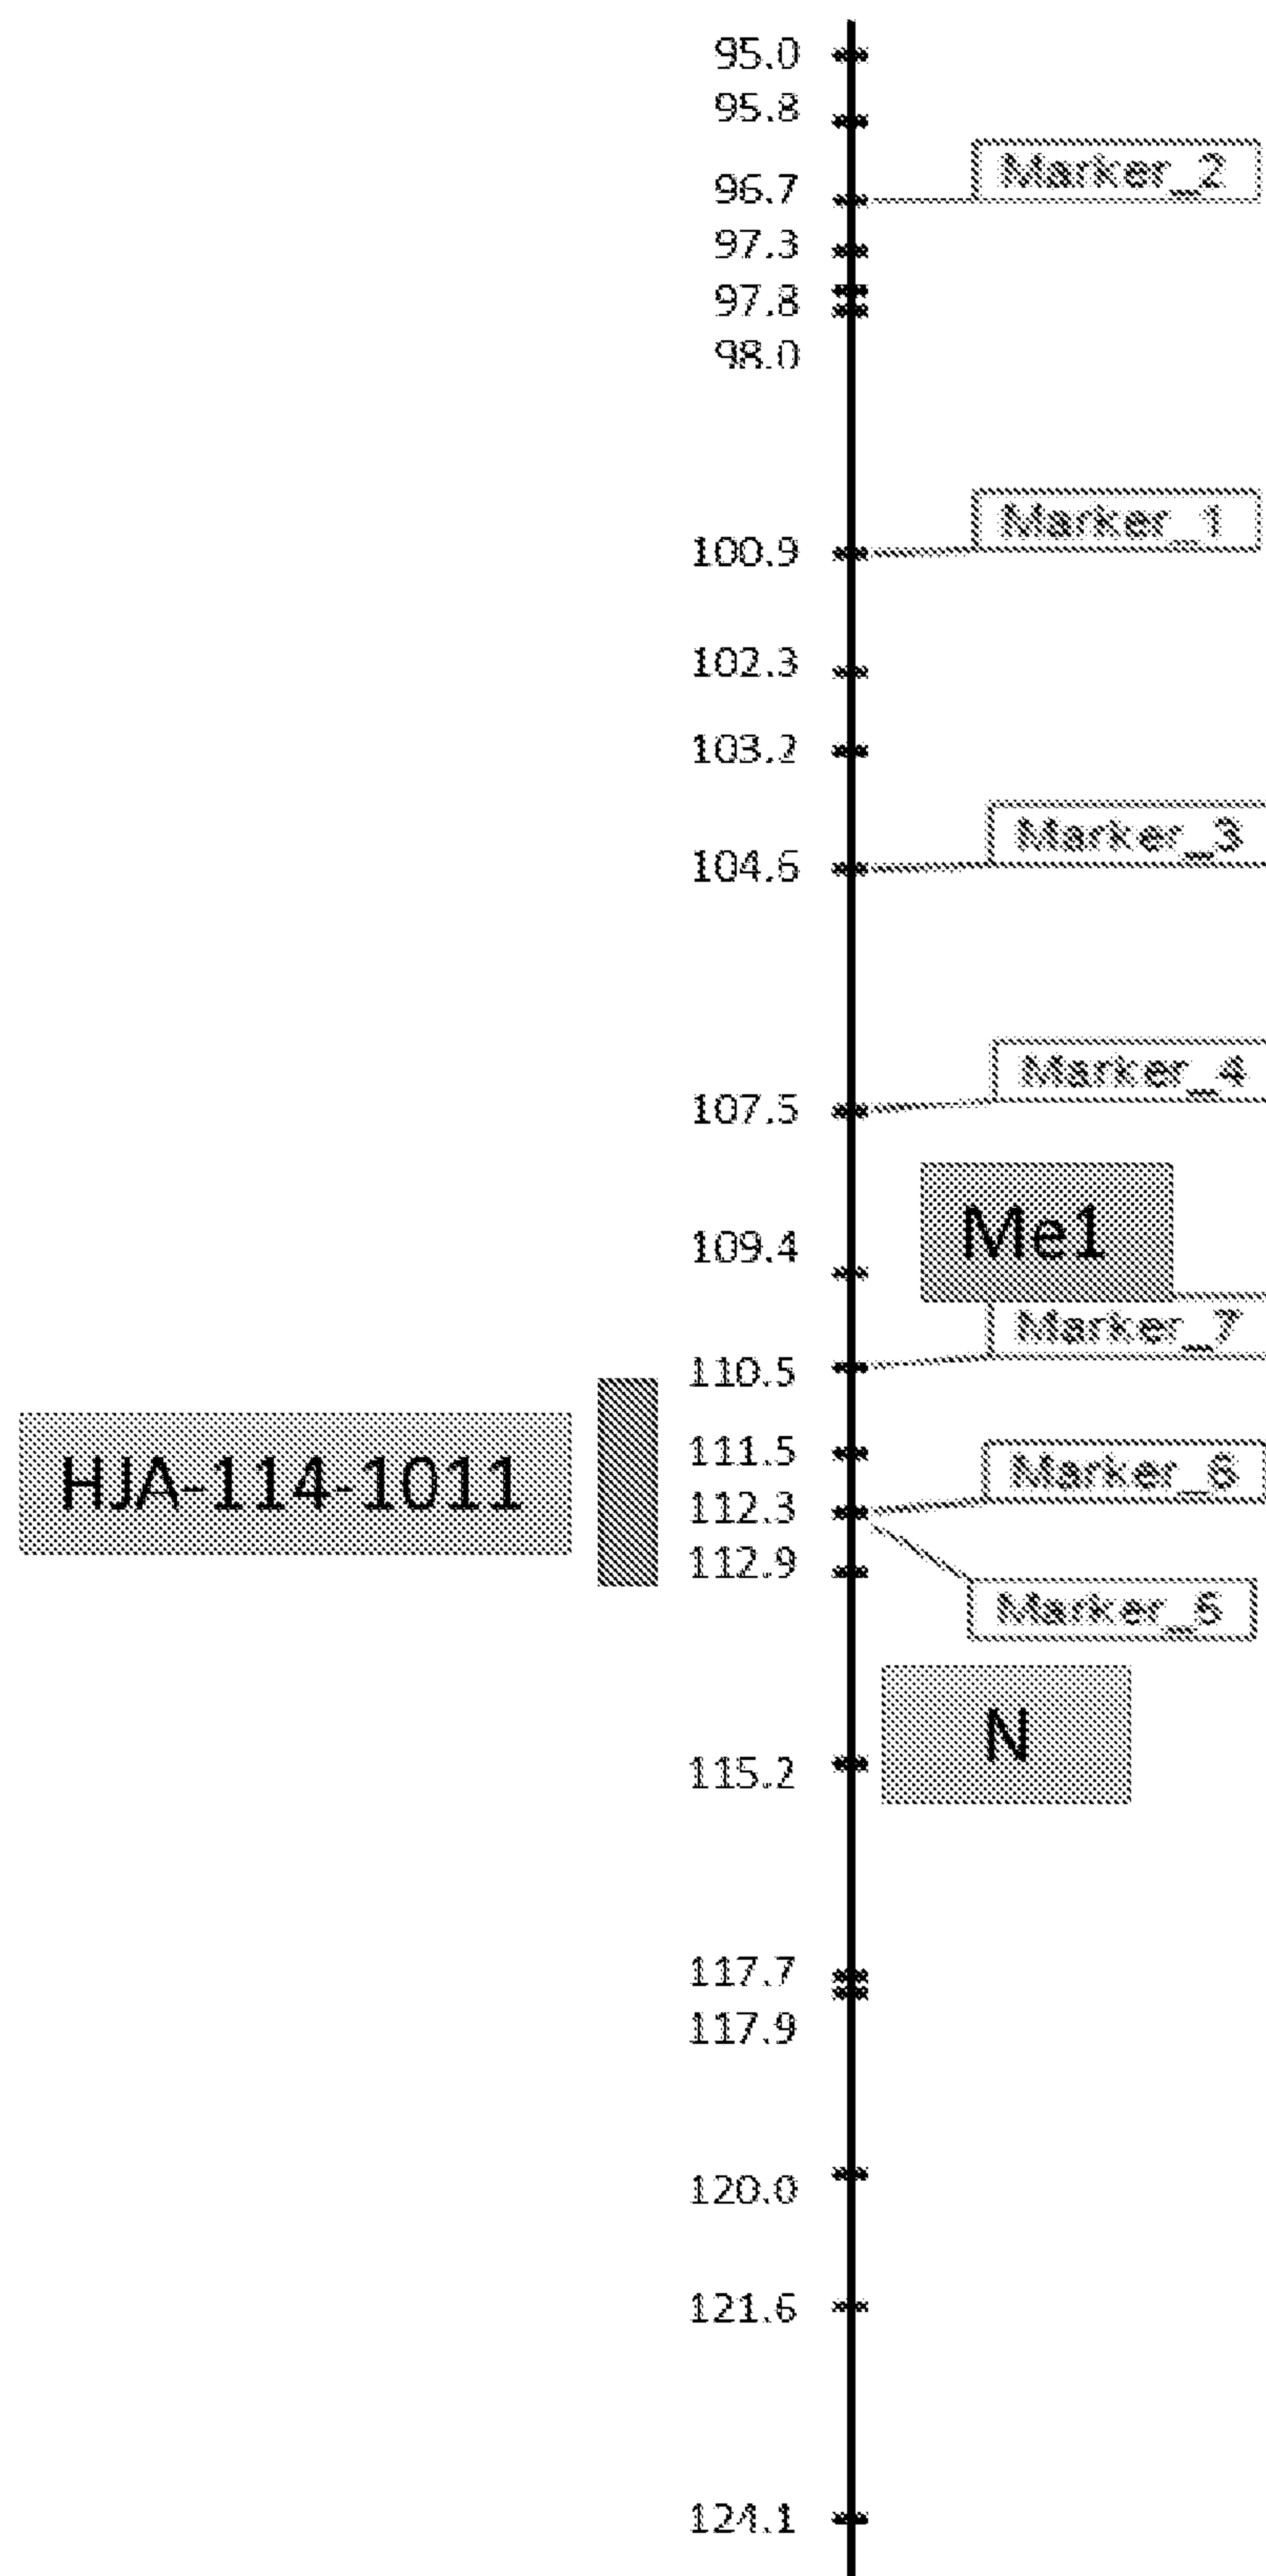 95.0
95.8
Marker_2
96.7
97.3
97.8
98.0
Marker_1
100.9
102.3
103.2
Marker_3
104.6
Marker_4
107.5
Me1
109.4
Marker_7
110.5
111.5
Marker_6
HJA-114-1011
112.3
112.9
Marker_5
N
115.2
117.7
117.9
120.0
121.6
124.1